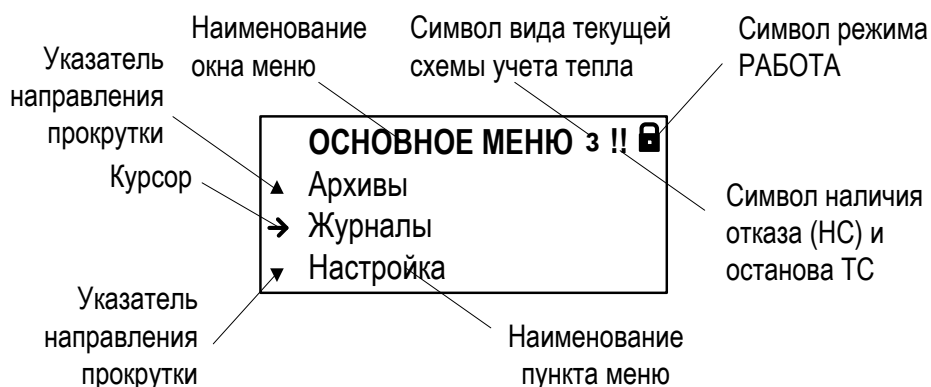 Указатель
направления
прокрутки
Наименование
окна меню
Символ вида текущей
схемы учета тепла
Символ режима
РАБОТА
Курсор
ОСНОВНОЕ МЕНЮ 3 !!
Архивы
Журналы
Настройка
Символ наличия
отказа (НС) и
останова ТС
Указатель
направления
прокрутки
Наименование
пункта меню